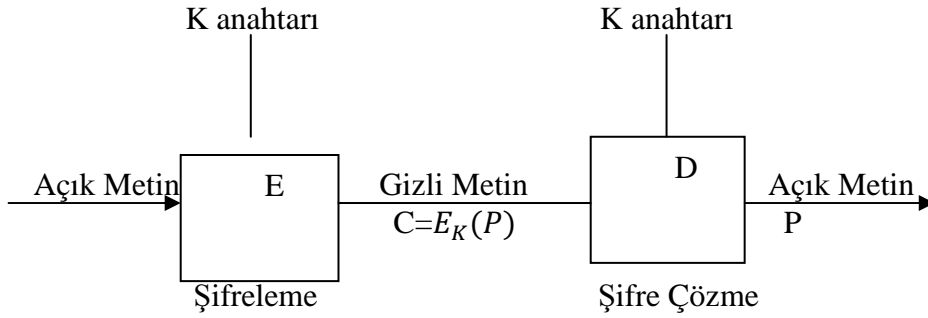 K anahtarı K anahtarı
Açık Metin E Gizli Metin D Açık Metin
C=E_K(P) P
Şifreleme Şifre Çözme